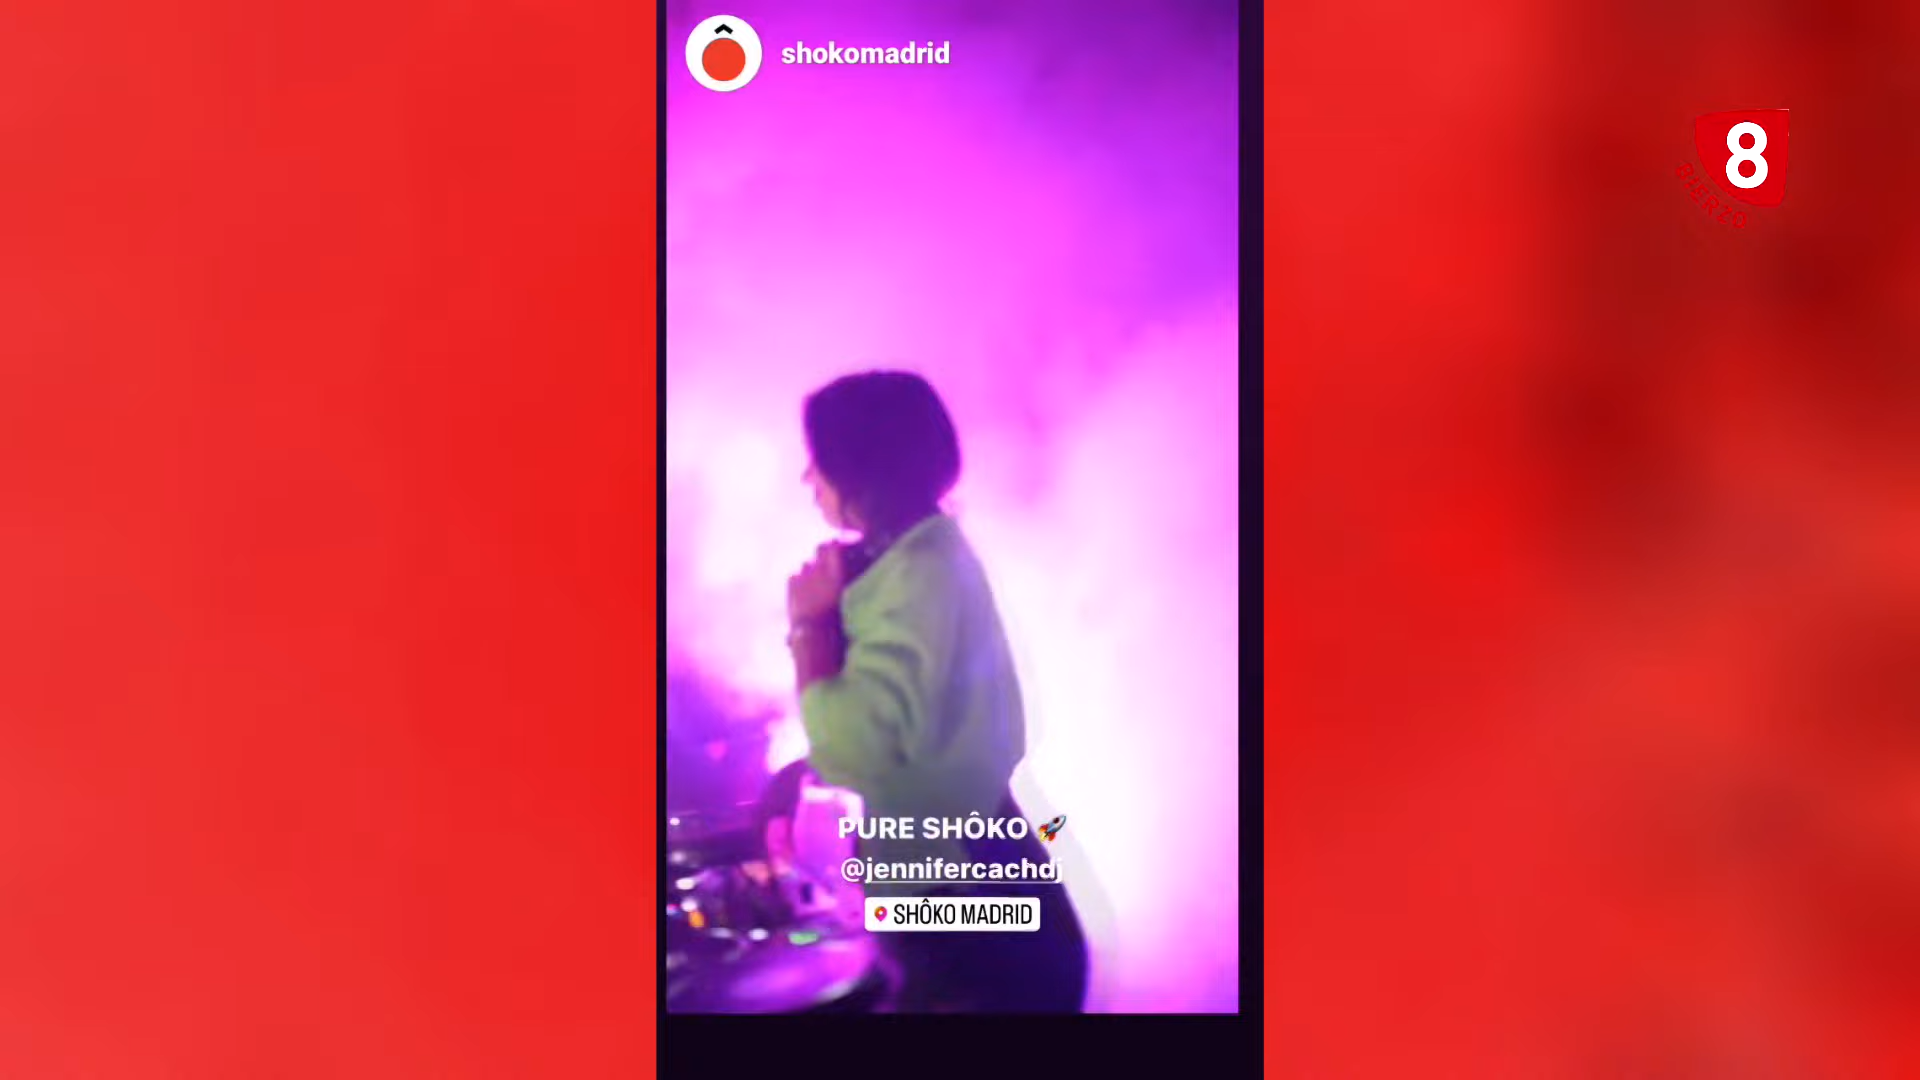 shokomadrid
8
BIERZO
PURE SHÔKO 🚀
@jennifercachdj
SHÔKO MADRID